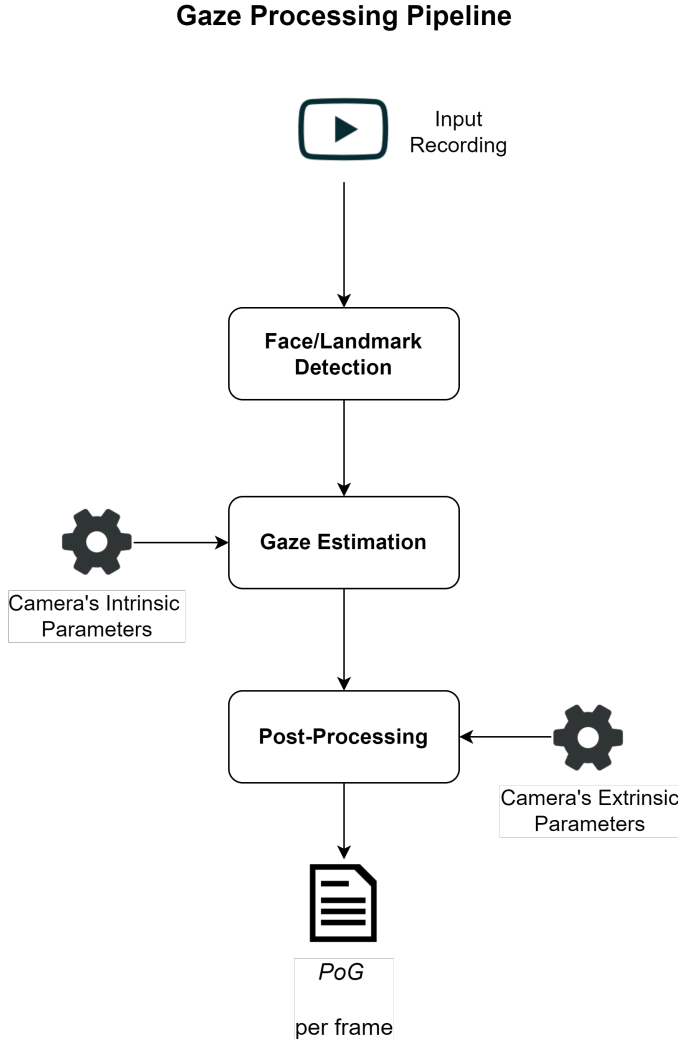 Gaze Processing Pipeline
Input
Recording
Face/Landmark
Detection
Gaze Estimation
Camera's Intrinsic
Parameters
Post-Processing
Camera's Extrinsic
Parameters
PoG
per frame